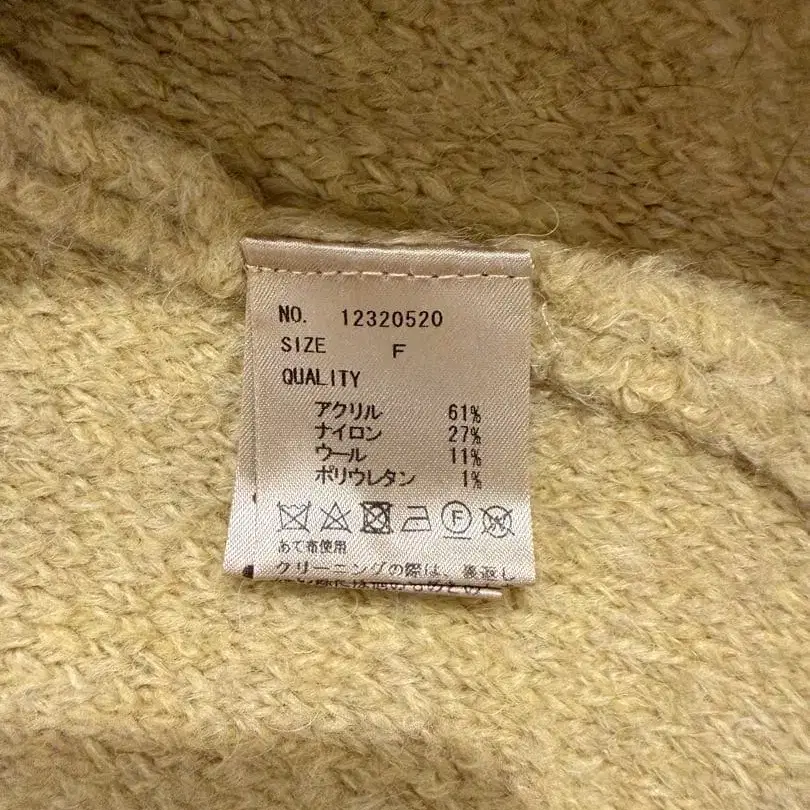 NO. 12320520
SIZE F
QUALITY
アクリル 61%
ナイロン 27%
ウール 11%
ポリウレタン 1%
F
あて布使用
クリーニングの際は、裏返し